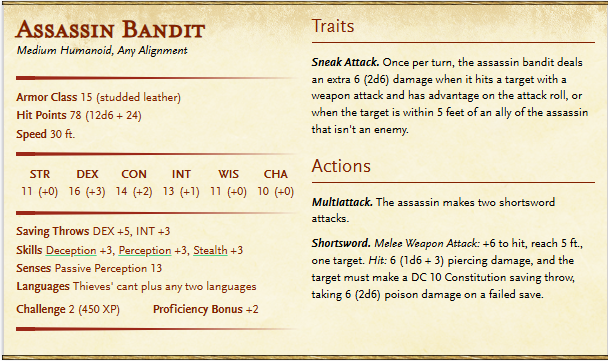 Assassin Bandit
Medium Humanoid, Any Alignment
Armor Class 15 (studded leather)
Hit Points 78 (12d6 + 24)
Speed 30 ft.
STR DEX CON INT WIS CHA
11 (+0) 16 (+3) 14 (+2) 13 (+1) 11 (+0) 10 (+0)
Saving Throws DEX +5, INT +3
Skills Deception +3, Perception +3, Stealth +3
Senses Passive Perception 13
Languages Thieves' cant plus any two languages
Challenge 2 (450 XP) Proficiency Bonus +2
Traits
Sneak Attack. Once per turn, the assassin bandit deals
an extra 6 (2d6) damage when it hits a target with a
weapon attack and has advantage on the attack roll, or
when the target is within 5 feet of an ally of the assassin
that isn't an enemy.
Actions
Multiattack. The assassin makes two shortsword
attacks.
Shortsword. Melee Weapon Attack: +6 to hit, reach 5 ft.,
one target. Hit: 6 (1d6 + 3) piercing damage, and the
target must make a DC 10 Constitution saving throw,
taking 6 (2d6) poison damage on a failed save.